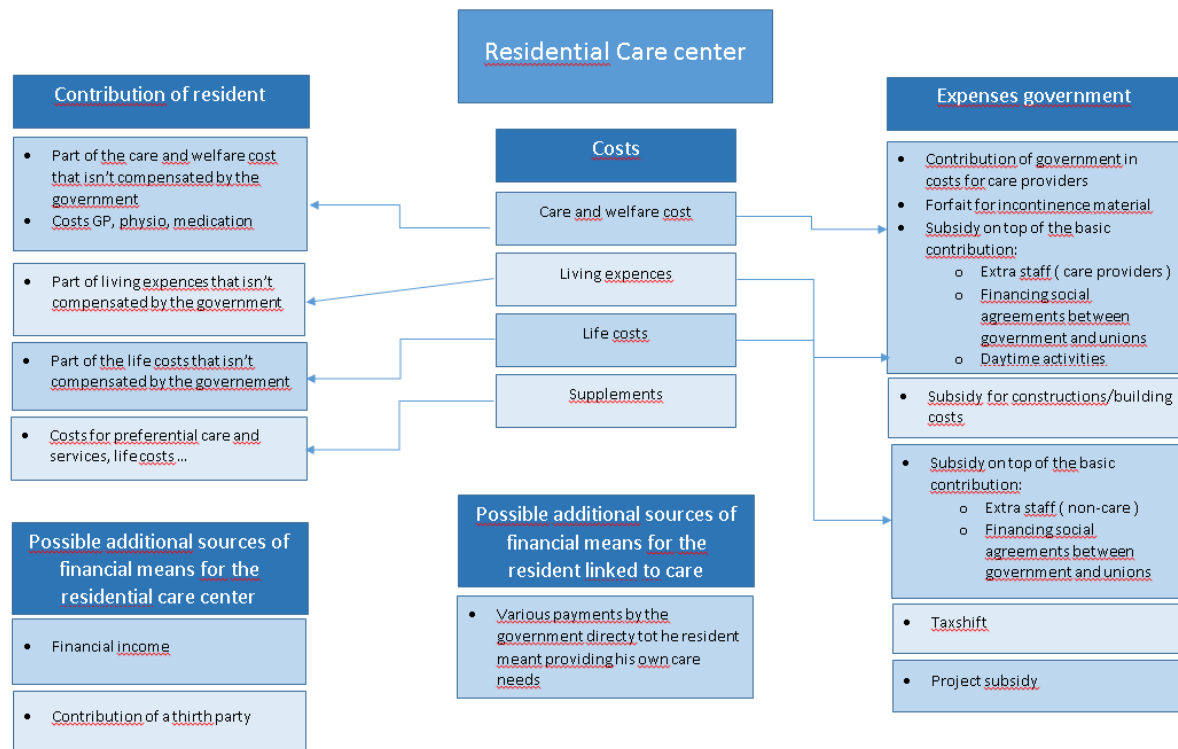 Residential Care center
Contribution of resident
• Part of the care and welfare cost
that isn't compensated by the
government
• Costs GP, physio, medication
• Part of living expences that isn't
compensated by the government
• Part of the life costs that isn't
compensated by the governement
• Costs for preferential care and
services, life costs ...
Possible additional sources of
financial means for the
residential care center
• Financial income
• Contribution of a thirth party
Costs
Care and welfare cost
Living expences
Life costs
Supplements
Possible additional sources of
financial means for the
resident linked to care
• Various payments by the
government directy tot he resident
meant providing his own care
needs
Expenses government
• Contribution of government in
costs for care providers
• Forfait for incontinence material
• Subsidy on top of the basic
contribution:
o Extra staff ( care providers )
o Financing social
agreements between
government and unions
o Daytime activities
• Subsidy for constructions/building
costs
• Subsidy on top of the basic
contribution:
o Extra staff ( non-care )
o Financing social
agreements between
government and unions
• Taxshift
• Project subsidy